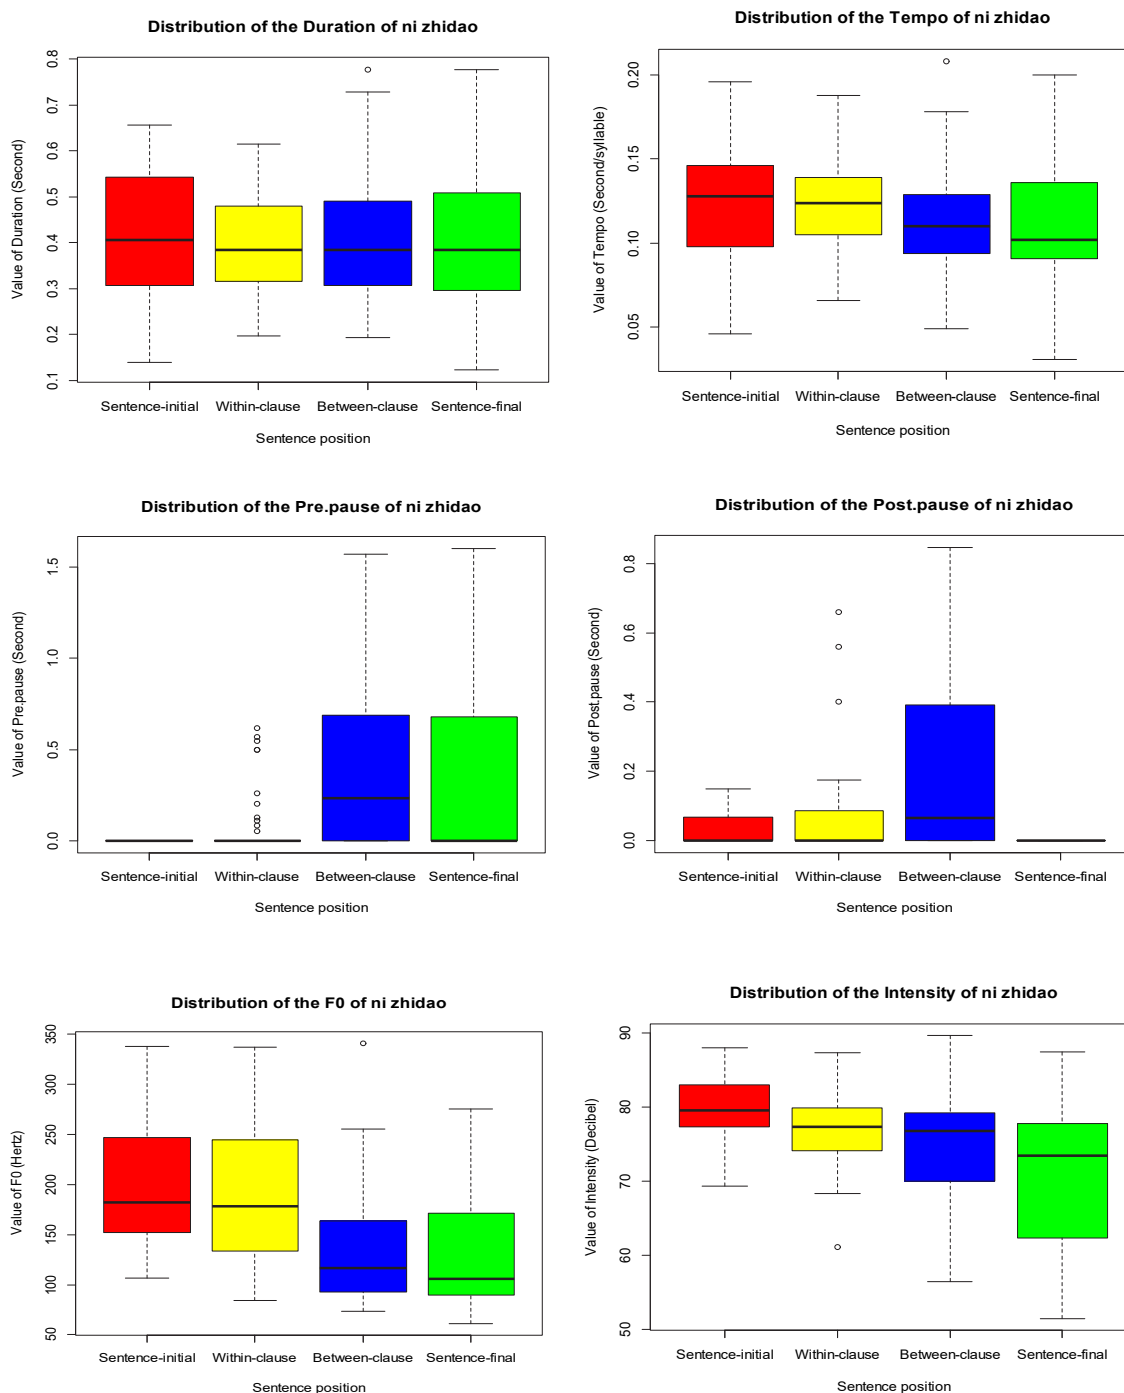 Distribution of the Duration of ni zhidao
Value of Duration (Second)
0.8
0.7
0.6
0.5
0.4
0.3
0.2
0.1
Sentence-initial Within-clause Between-clause Sentence-final
Sentence position
Distribution of the Tempo of ni zhidao
Value of Tempo (Second/syllable)
0.20
0.15
0.10
0.05
Sentence-initial Within-clause Between-clause Sentence-final
Sentence position
Distribution of the Pre.pause of ni zhidao
Value of Pre.pause (Second)
1.5
1.0
0.5
0.0
Sentence-initial Within-clause Between-clause Sentence-final
Sentence position
Distribution of the Post.pause of ni zhidao
Value of Post.pause (Second)
0.8
0.6
0.4
0.2
0.0
Sentence-initial Within-clause Between-clause Sentence-final
Sentence position
Distribution of the F0 of ni zhidao
Value of F0 (Hertz)
350
300
250
200
150
100
50
Sentence-initial Within-clause Between-clause Sentence-final
Sentence position
Distribution of the Intensity of ni zhidao
Value of Intensity (Decibel)
90
80
70
60
50
Sentence-initial Within-clause Between-clause Sentence-final
Sentence position